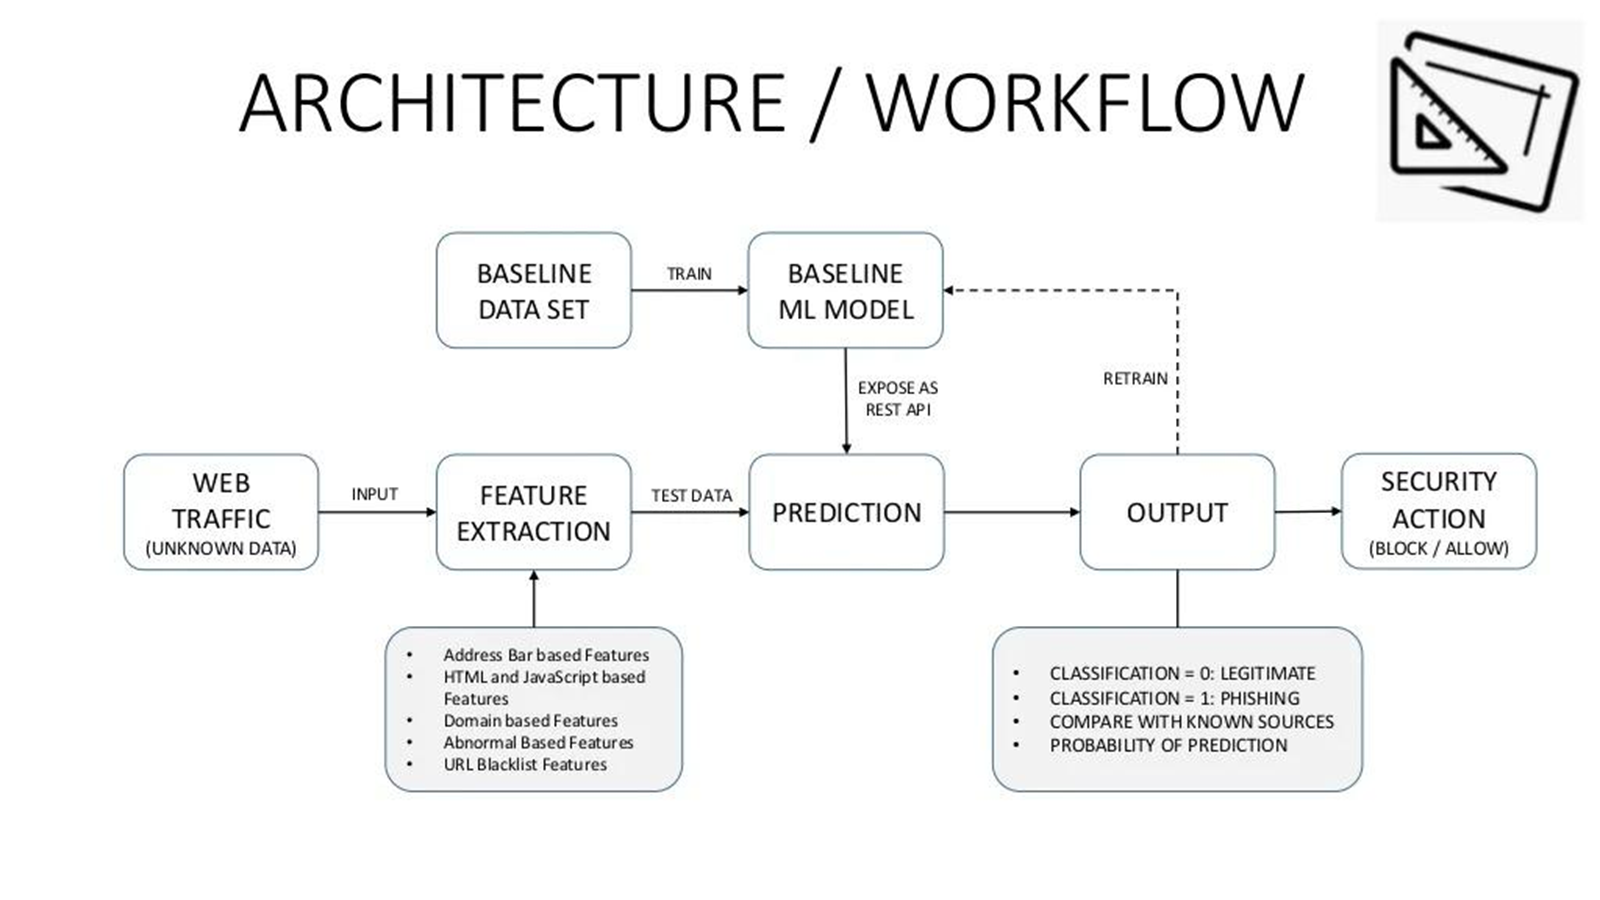 ARCHITECTURE / WORKFLOW
BASELINE
DATA SET
TRAIN
BASELINE
ML MODEL
EXPOSE AS
REST API
RETRAIN
WEB
TRAFFIC
(UNKNOWN DATA)
INPUT
FEATURE
EXTRACTION
TEST DATA
PREDICTION
OUTPUT
SECURITY
ACTION
(BLOCK / ALLOW)
• Address Bar based Features
• HTML and JavaScript based
Features
• Domain based Features
• Abnormal Based Features
• URL Blacklist Features
• CLASSIFICATION = 0: LEGITIMATE
• CLASSIFICATION = 1: PHISHING
• COMPARE WITH KNOWN SOURCES
• PROBABILITY OF PREDICTION